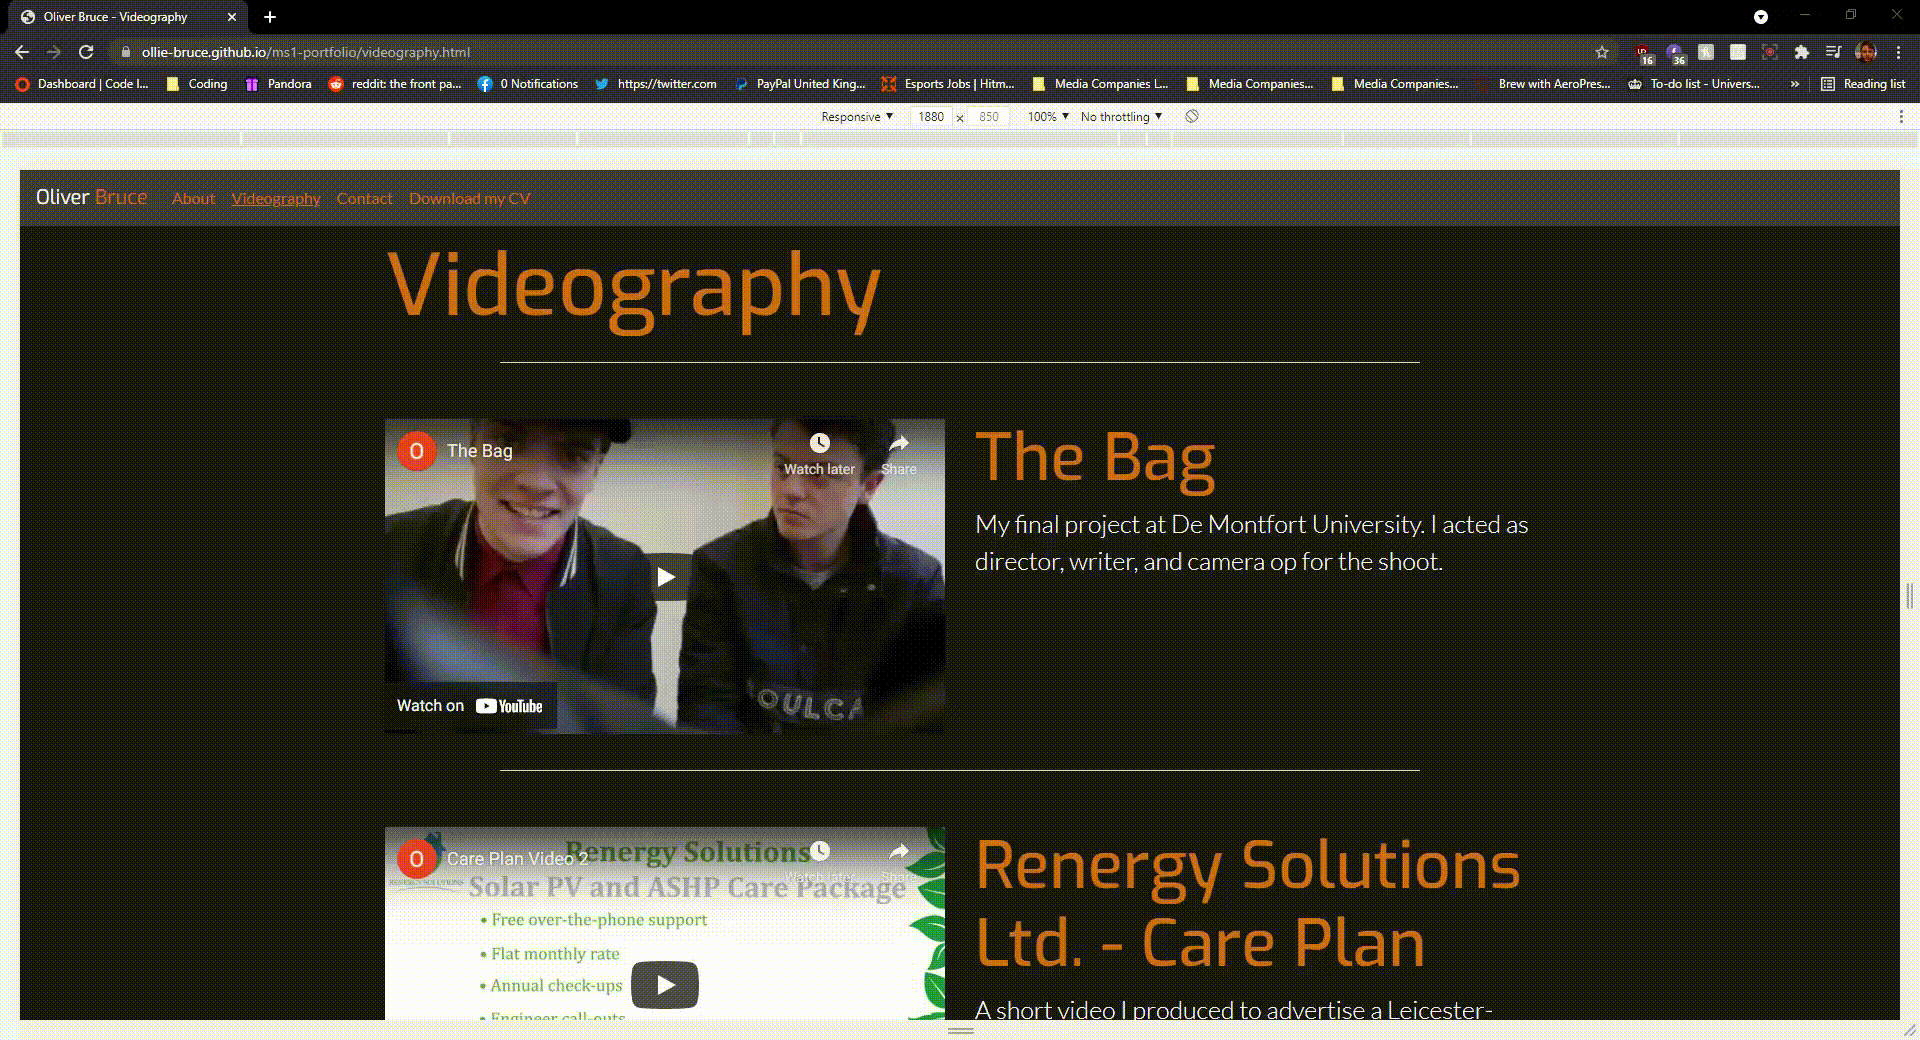 Oliver Bruce - Videography
ollie-bruce.github.io/ms1-portfolio/videography.html
16
36
Dashboard | Code I...
Coding
Pandora
reddit: the front pa...
0 Notifications
https://twitter.com
PayPal United King...
Esports Jobs | Hitm...
Media Companies L...
Media Companies...
Media Companies...
Brew with AeroPres...
To-do list - Univers...
»
Reading list
Responsive
1880 × 850
100%
No throttling
Oliver Bruce
About
Videography
Contact
Download my CV
Videography
O
The Bag
Watch later
Share
OULCA
Watch on YouTube
The Bag
My final project at De Montfort University. I acted as
director, writer, and camera op for the shoot.
O
Care Plan Video 2
Renergy Solutions
Watch later
Share
RENERGY SOLUTIONS
Solar PV and ASHP Care Package
• Free over-the-phone support
• Flat monthly rate
• Annual check-ups
• Engineer call-outs
Renergy Solutions
Ltd. - Care Plan
A short video I produced to advertise a Leicester-